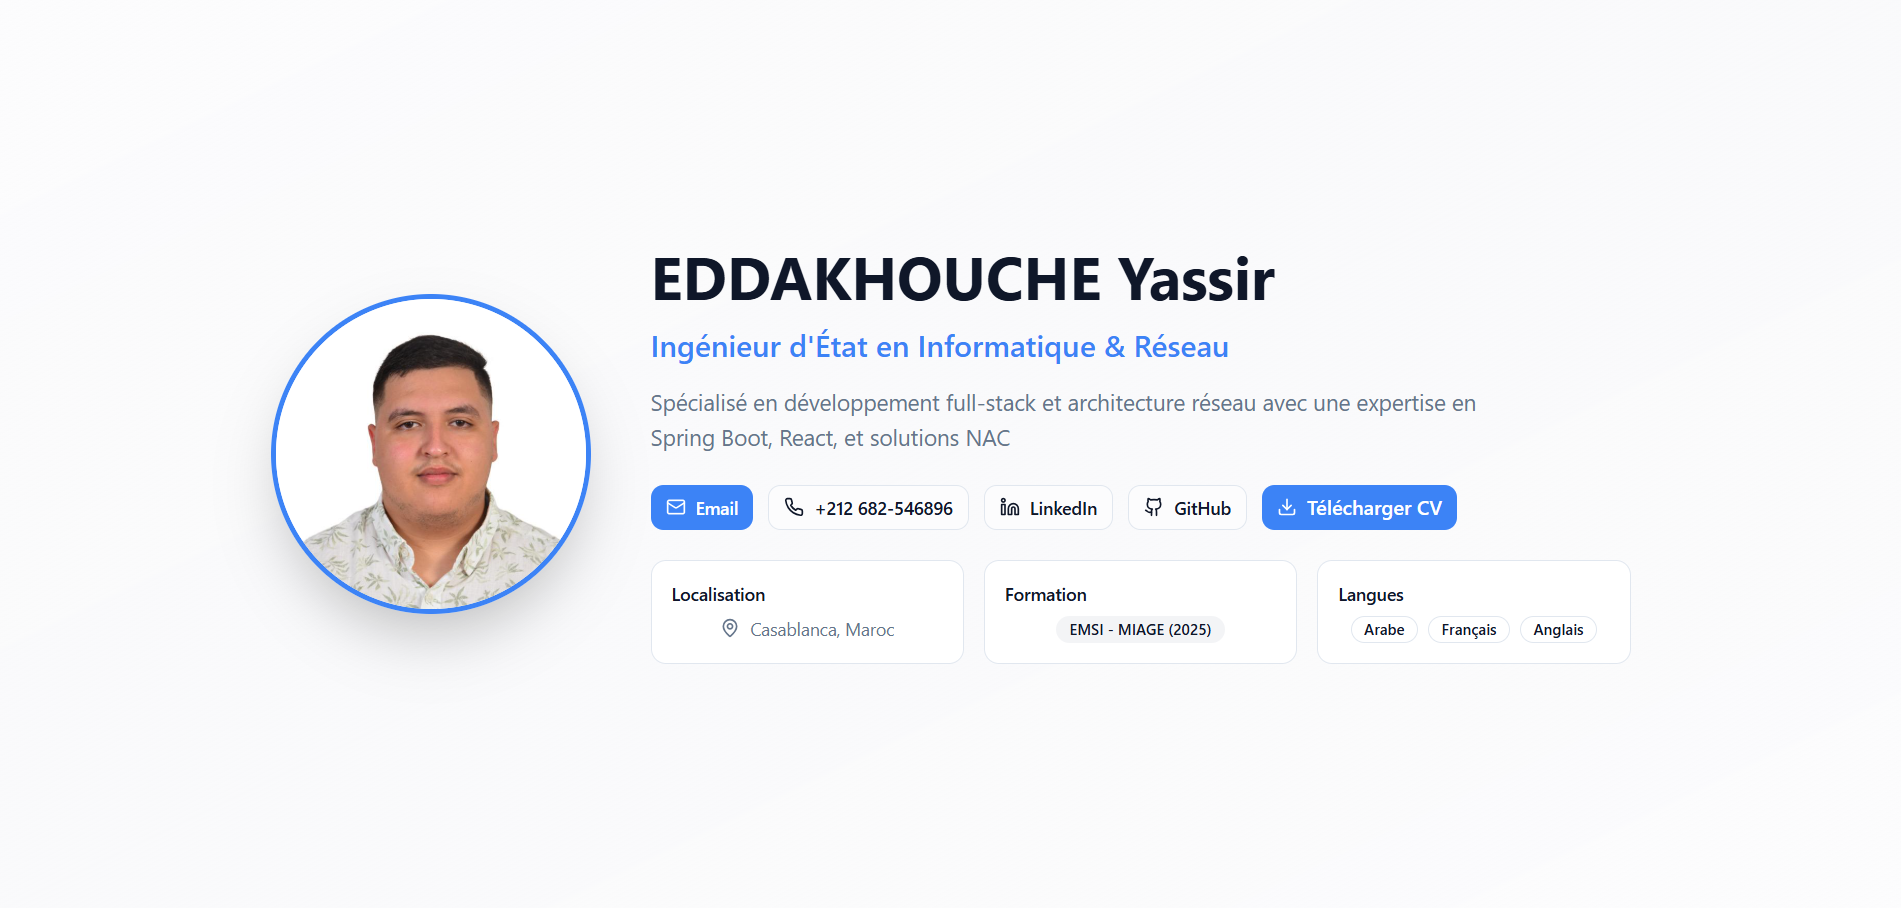 EDDAKHOUCHE Yassir
Ingénieur d'État en Informatique & Réseau
Spécialisé en développement full-stack et architecture réseau avec une expertise en
Spring Boot, React, et solutions NAC
Email
+212 682-546896
LinkedIn
GitHub
Télécharger CV
Localisation
Casablanca, Maroc
Formation
EMSI - MIAGE (2025)
Langues
Arabe
Français
Anglais